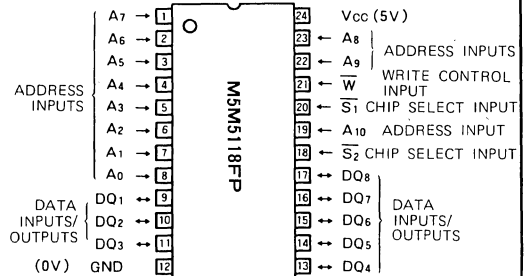 A7 → 1
A6 → 2
A5 → 3
A4 → 4
A3 → 5
A2 → 6
A1 → 7
A0 → 8
ADDRESS
INPUTS
DQ1 ↔ 9
DQ2 ↔ 10
DQ3 ↔ 11
DATA
INPUTS/
OUTPUTS
(0V) GND 12
M5M5118FP
24 Vcc (5V)
23 ← A8
22 ← A9
ADDRESS INPUTS
21 ← W̅ WRITE CONTROL
INPUT
20 ← S̅1 CHIP SELECT INPUT
19 ← A10 ADDRESS INPUT
18 ← S̅2 CHIP SELECT INPUT
17 ↔ DQ8
16 ↔ DQ7
15 ↔ DQ6
14 ↔ DQ5
13 ↔ DQ4
DATA
INPUTS/
OUTPUTS